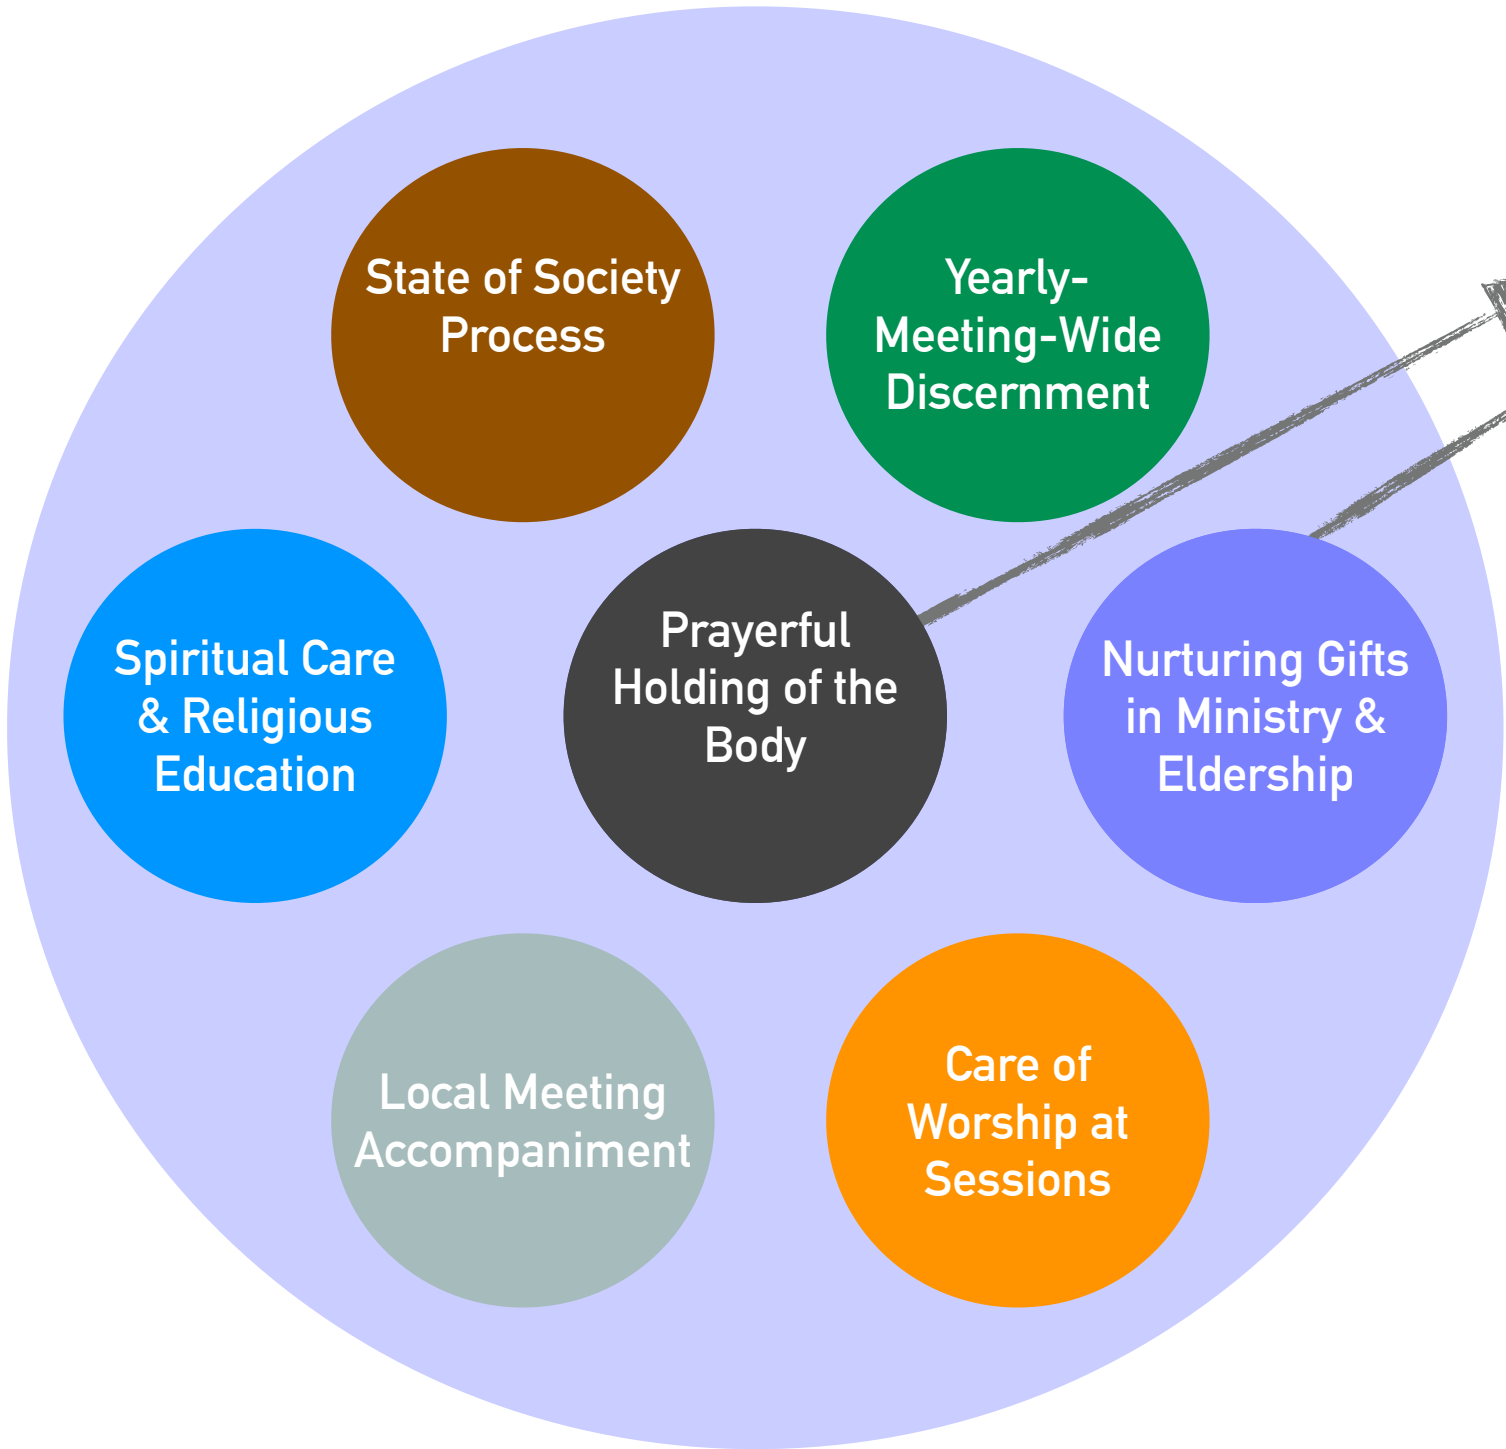 State of Society
Process
Yearly-
Meeting-Wide
Discernment
Spiritual Care
& Religious
Education
Prayerful
Holding of the
Body
Nurturing Gifts
in Ministry &
Eldership
Local Meeting
Accompaniment
Care of
Worship at
Sessions